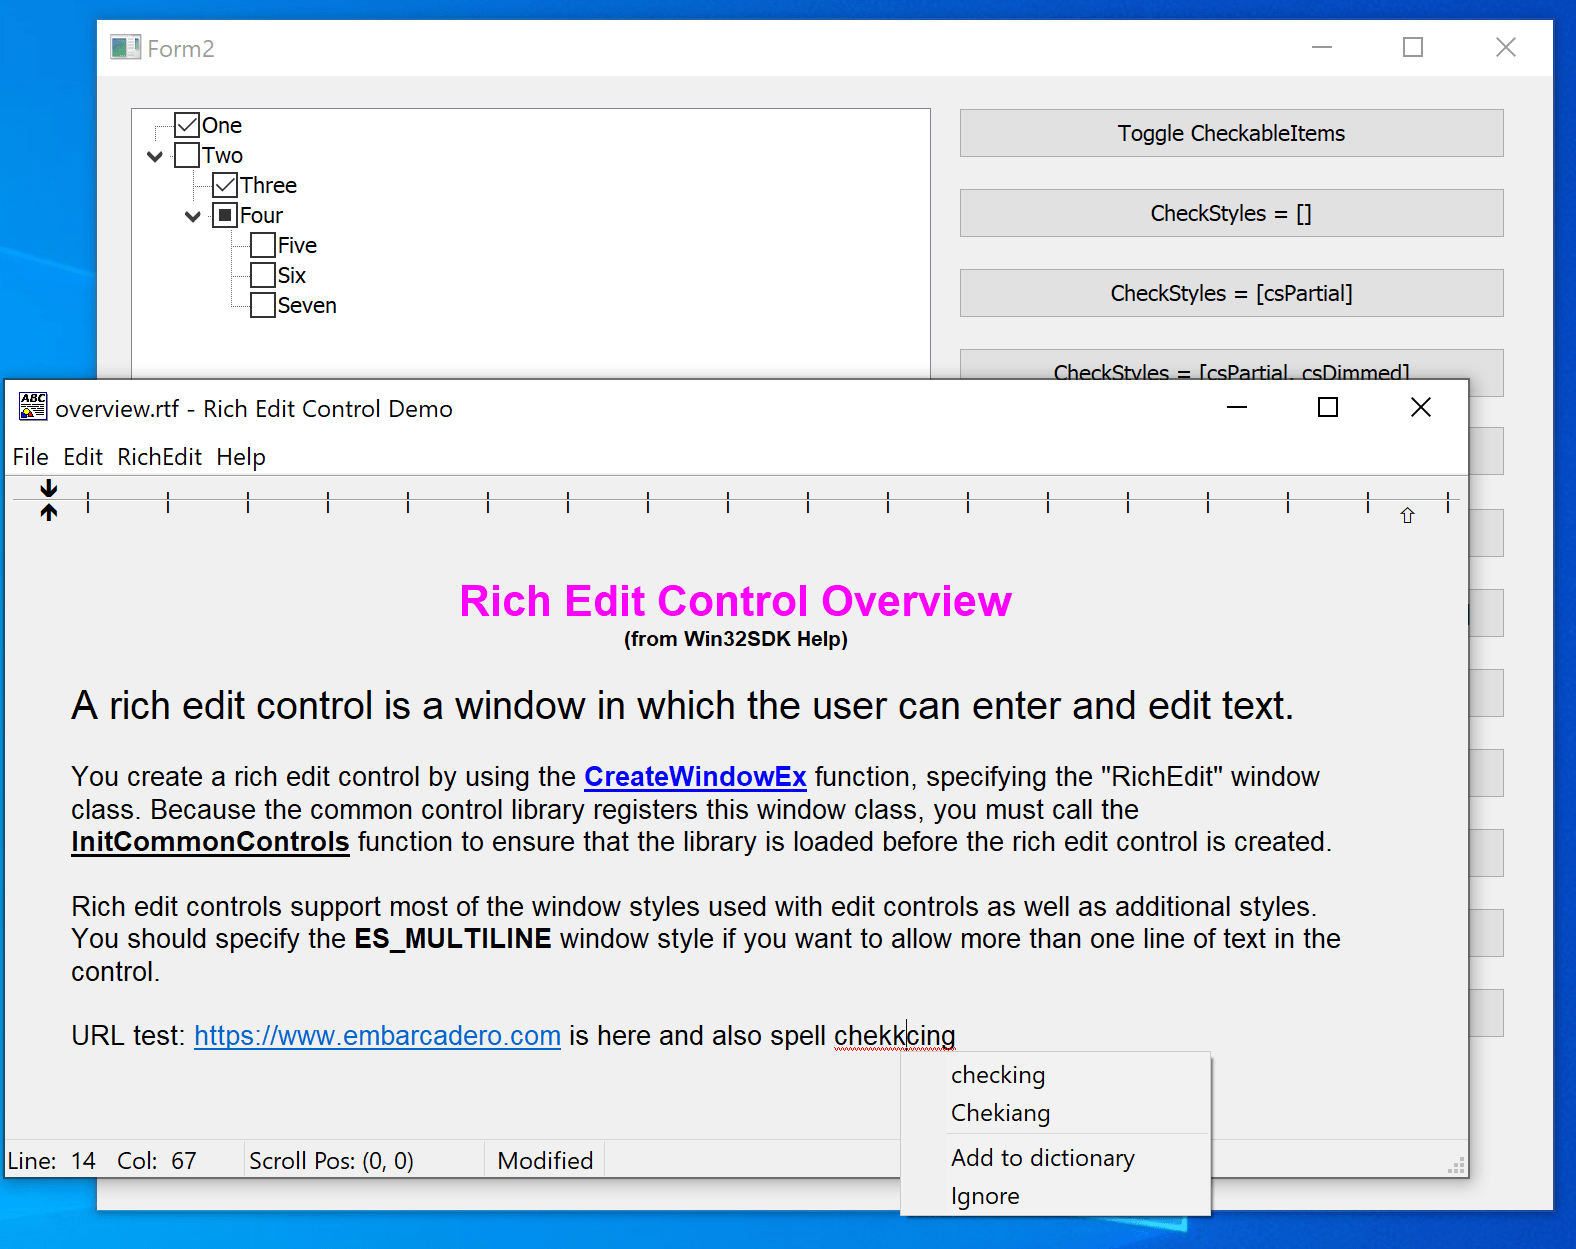 Form2
One
Two
Three
Four
Five
Six
Seven
Toggle CheckableItems
CheckStyles = []
CheckStyles = [csPartial]
CheckStyles = [csPartial, csDimmed]
ABC
overview.rtf - Rich Edit Control Demo
File Edit RichEdit Help
Rich Edit Control Overview
(from Win32SDK Help)
A rich edit control is a window in which the user can enter and edit text.
You create a rich edit control by using the CreateWindowEx function, specifying the "RichEdit" window
class. Because the common control library registers this window class, you must call the
InitCommonControls function to ensure that the library is loaded before the rich edit control is created.
Rich edit controls support most of the window styles used with edit controls as well as additional styles.
You should specify the ES_MULTILINE window style if you want to allow more than one line of text in the
control.
URL test: https://www.embarcadero.com is here and also spell chekkcing
checking
Chekiang
Add to dictionary
Ignore
Line: 14 Col: 67 Scroll Pos: (0, 0) Modified